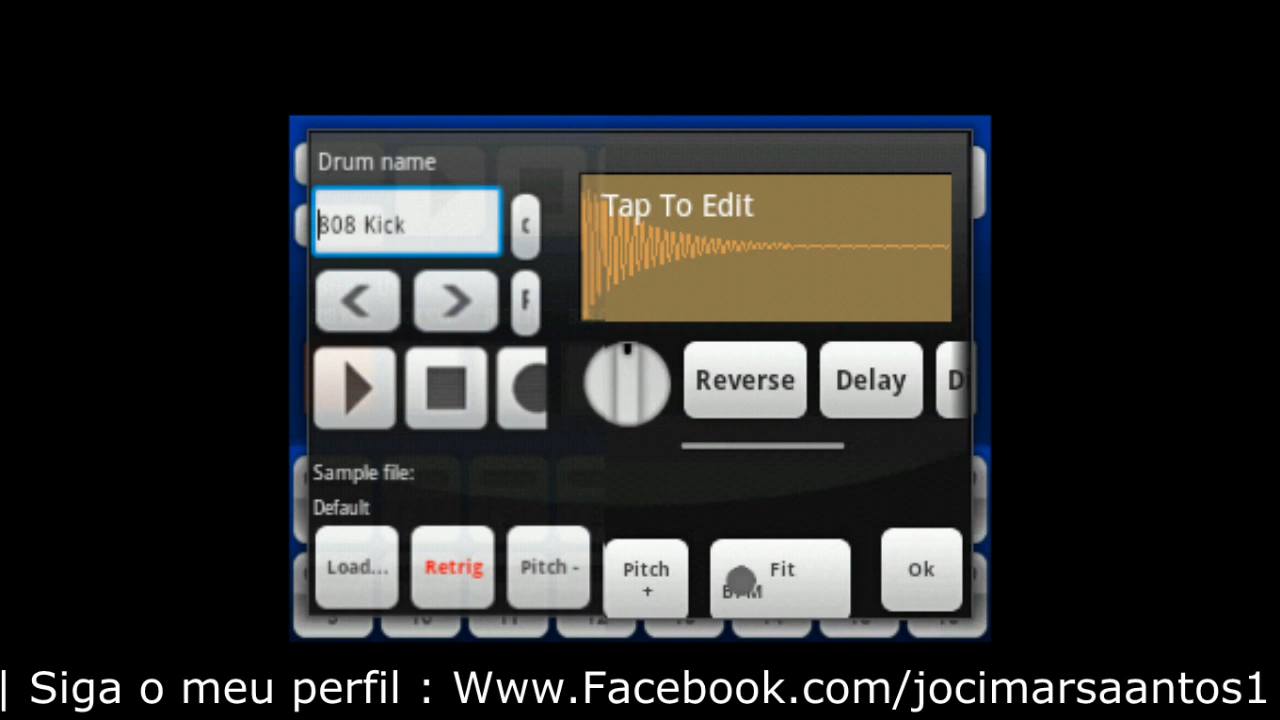 Drum name
808 Kick
Tap To Edit
Reverse
Delay
Sample file:
Default
Load...
Retrig
Pitch -
Pitch
+
Fit
BPM
Ok
| Siga o meu perfil : Www.Facebook.com/jocimarsaantos1